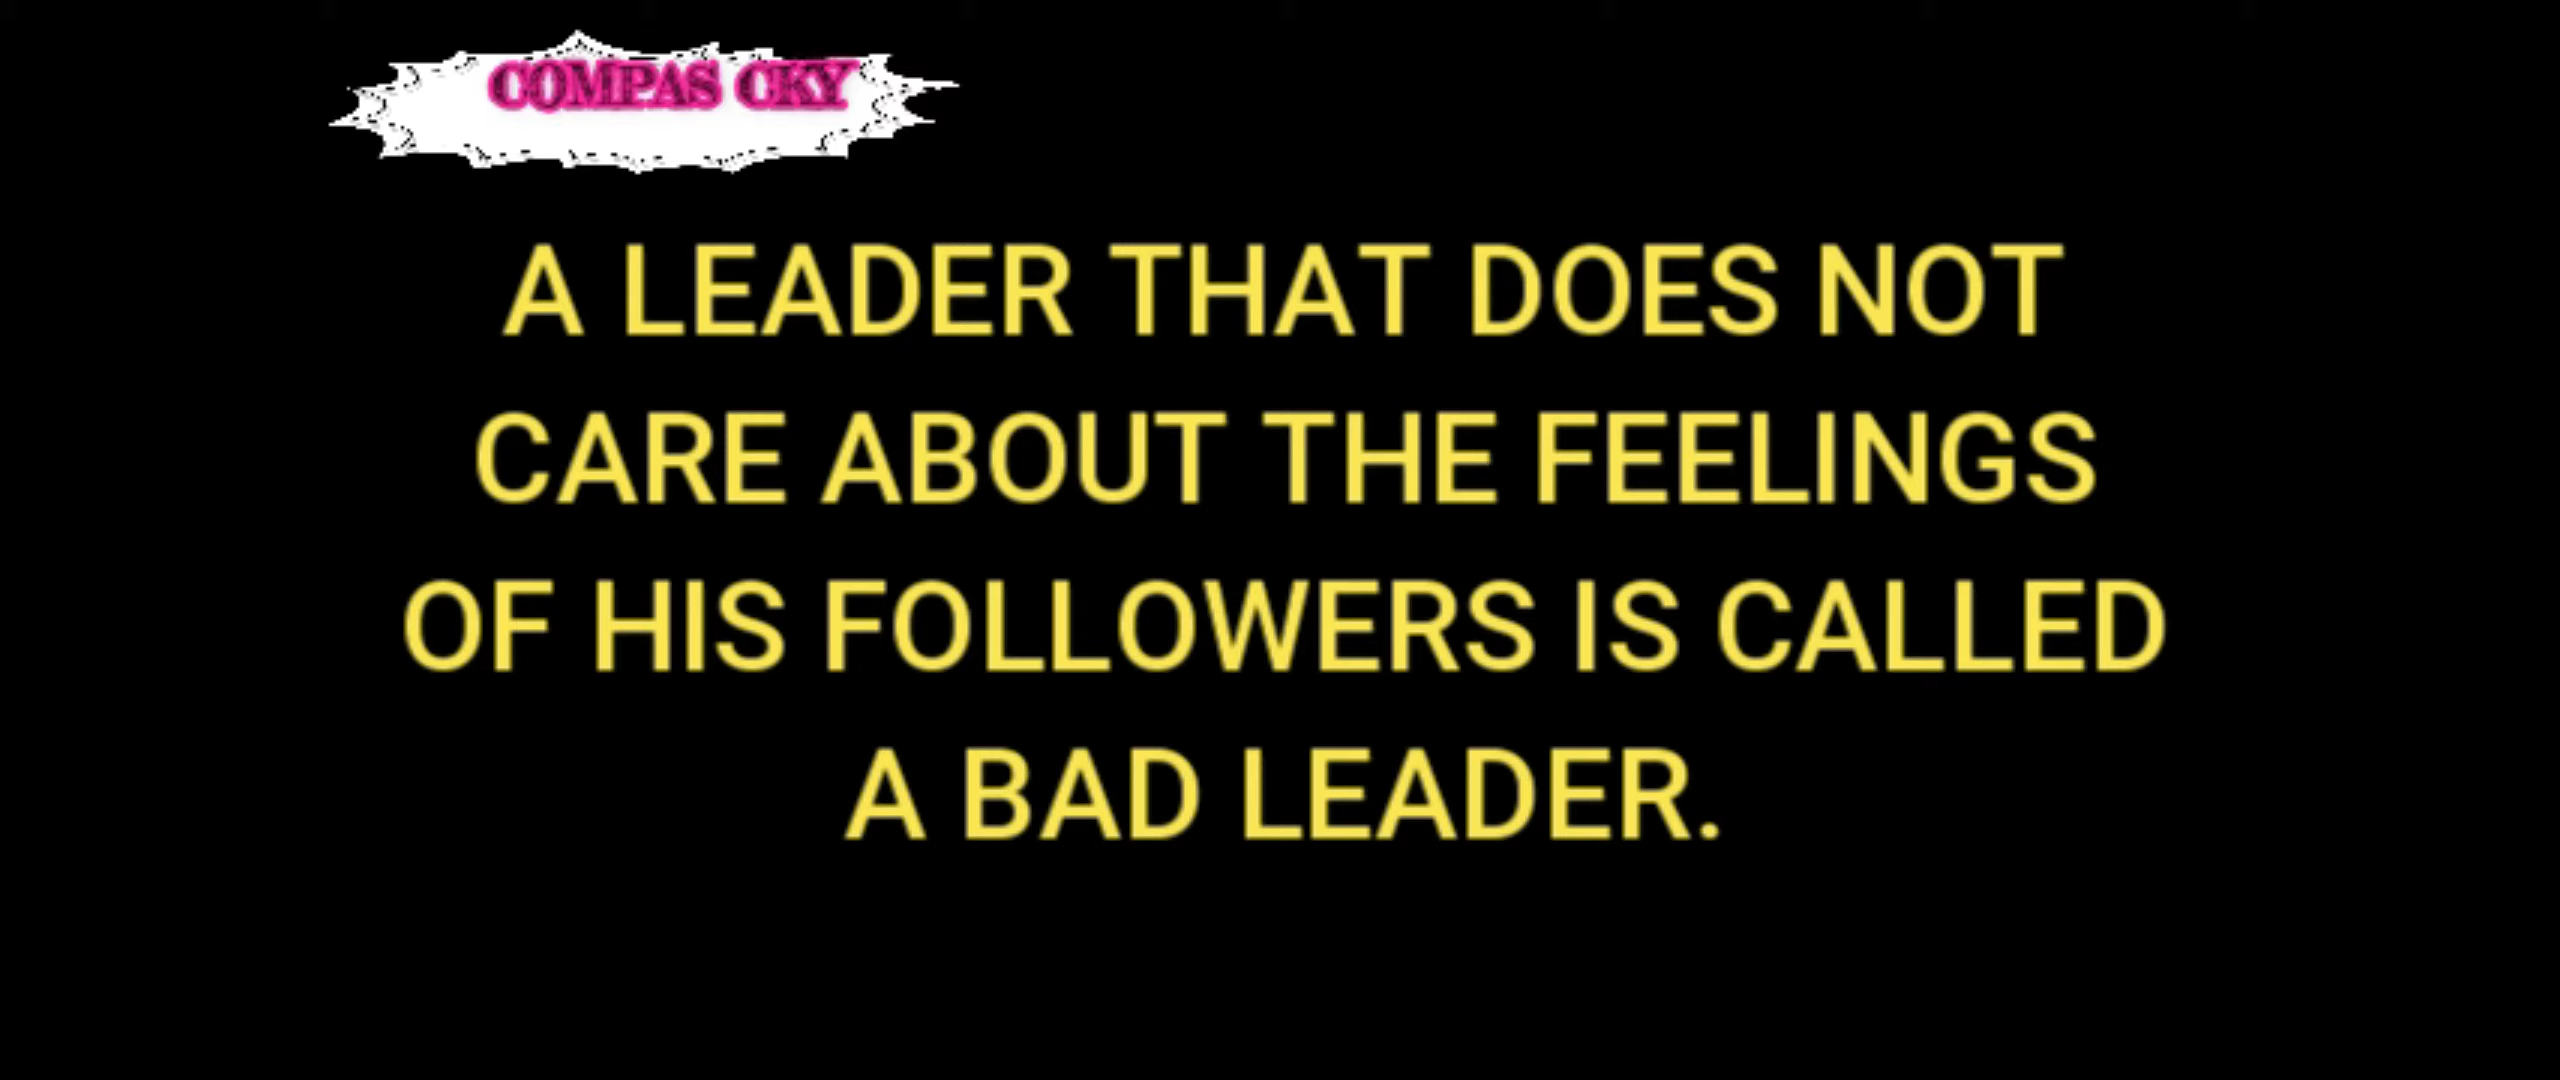 COMPAS CKY
A LEADER THAT DOES NOT
CARE ABOUT THE FEELINGS
OF HIS FOLLOWERS IS CALLED
A BAD LEADER.